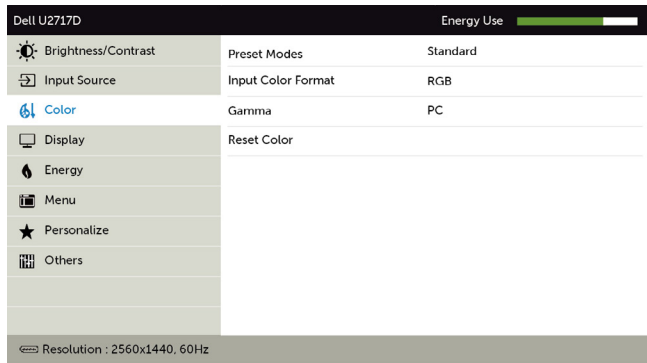 Dell U2717D Energy Use
Brightness/Contrast Preset Modes Standard
Input Source Input Color Format RGB
Color Gamma PC
Display Reset Color
Energy
Menu
Personalize
Others
Resolution : 2560x1440, 60Hz